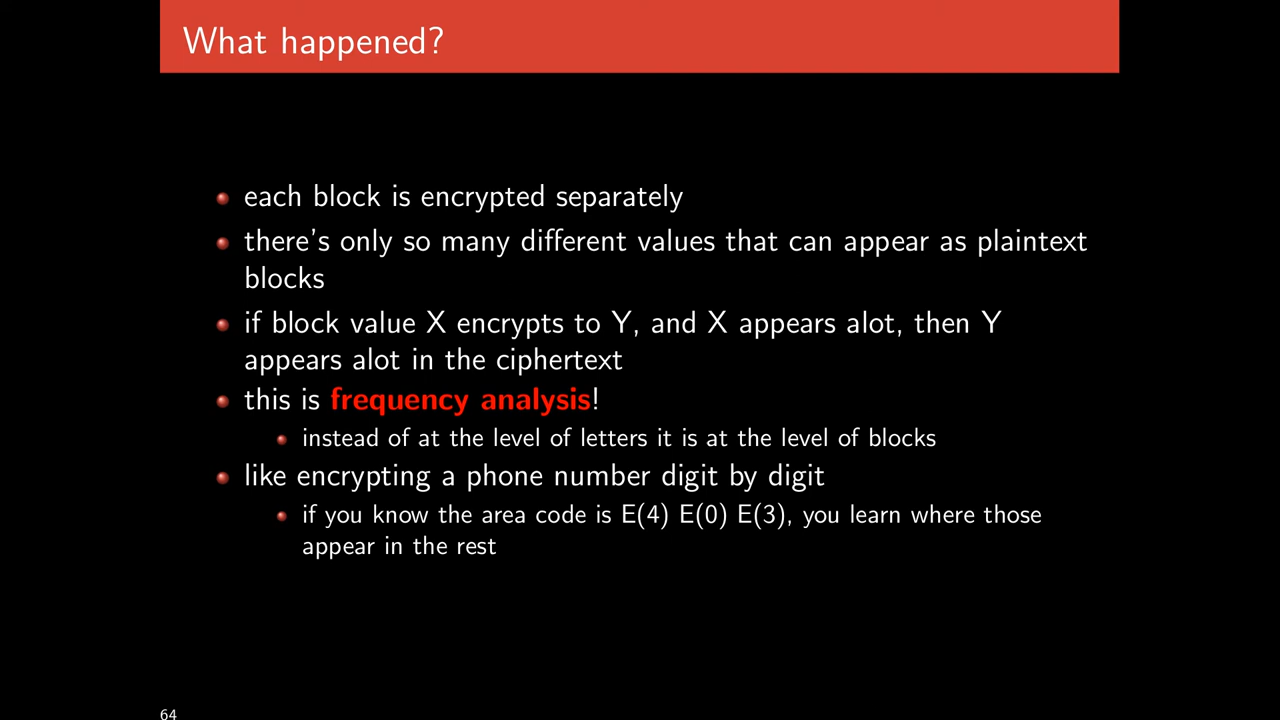 What happened?
each block is encrypted separately
there's only so many different values that can appear as plaintext
blocks
if block value X encrypts to Y, and X appears alot, then Y
appears alot in the ciphertext
this is frequency analysis!
instead of at the level of letters it is at the level of blocks
like encrypting a phone number digit by digit
if you know the area code is E(4) E(0) E(3), you learn where those
appear in the rest
64